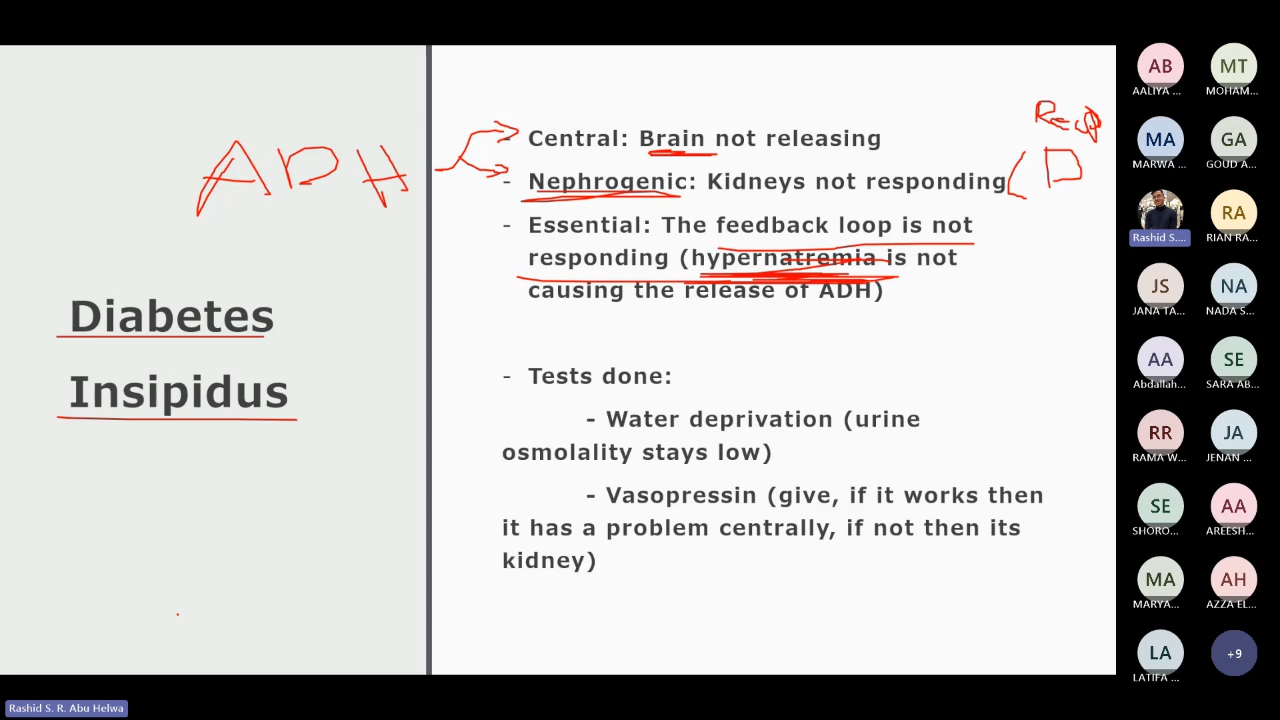 ADH
Diabetes
Insipidus
- Central: Brain not releasing
- Nephrogenic: Kidneys not responding
- Essential: The feedback loop is not
responding (hypernatremia is not
causing the release of ADH)
- Tests done:
- Water deprivation (urine
osmolality stays low)
- Vasopressin (give, if it works then
it has a problem centrally, if not then its
kidney)
D
AB
AALIYA ...
MT
MOHAM...
MA
MARWA ...
GA
GOUD A...
Rashid S....
RA
RIAN RA...
JS
JANA TA...
NA
NADA S...
AA
Abdallah...
SE
SARA AB...
RR
RAMA W...
JA
JENAN ...
SE
SHORO...
AA
AREESH...
MA
MARYA...
AH
AZZA EL...
LA
LATIFA ...
+9
Rashid S. R. Abu Helwa